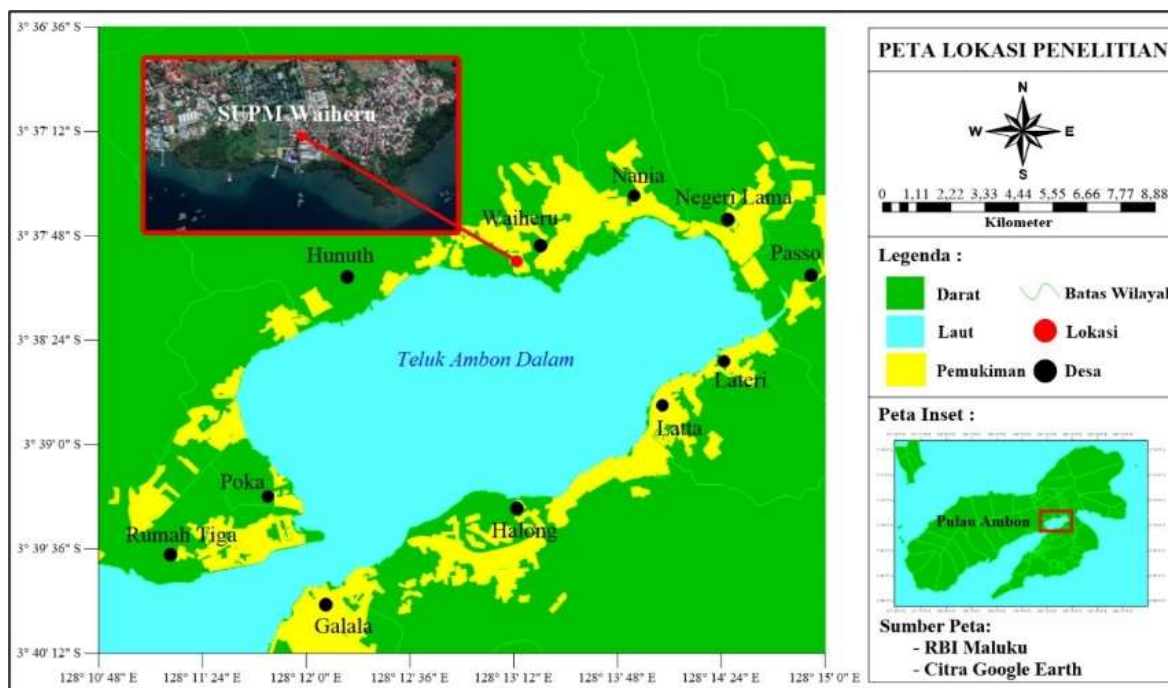 3° 36' 36" S
3° 37' 12" S
3° 37' 48" S
3° 38' 24" S
3° 39' 0" S
3° 39' 36" S
3° 40' 12" S
SUPM Waiheru
Nania
Negeri Lama
Waiheru
Passo
Hunuth
Teluk Ambon Dalam
Lateri
Latta
Poka
Halong
Rumah Tiga
Galala
128° 10' 48" E
128° 11' 24" E
128° 12' 0" E
128° 12' 36" E
128° 13' 12" E
128° 13' 48" E
128° 14' 24" E
128° 15' 0" E
PETA LOKASI PENELITIAN
N
W E
S
0 1,11 2,22 3,33 4,44 5,55 6,66 7,77 8,88
Kilometer
Legenda :
Darat
Batas Wilayah
Laut
Lokasi
Pemukiman
Desa
Peta Inset :
Pulau Ambon
Sumber Peta:
- RBI Maluku
- Citra Google Earth